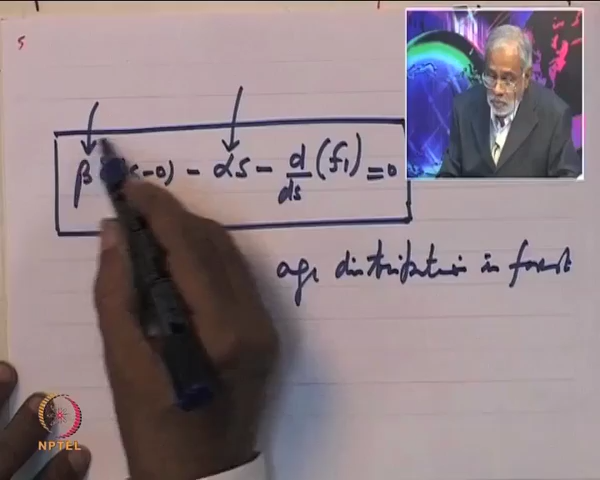 5
β (s-0) - αs - d/ds (f₁) = 0
age distribution in forest
NPTEL